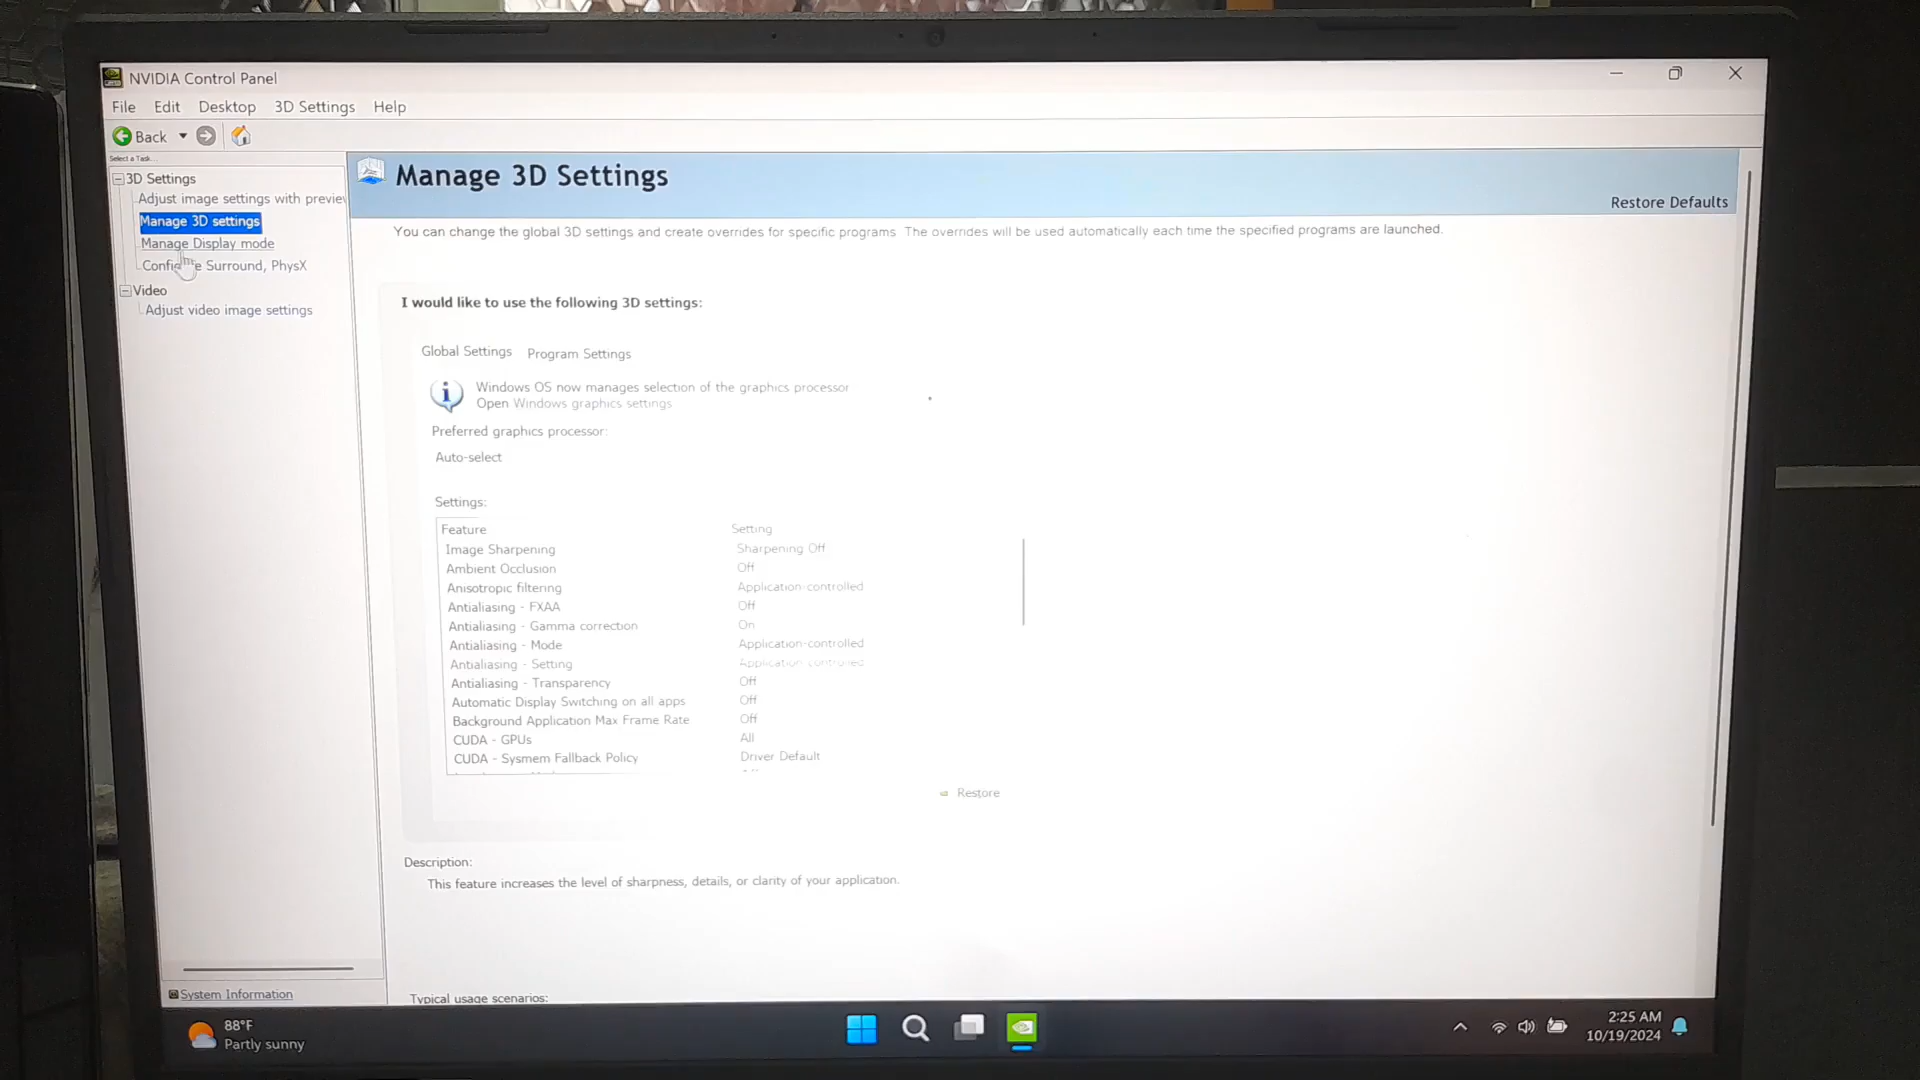 NVIDIA Control Panel
File Edit Desktop 3D Settings Help
Back
Select a Task...
3D Settings
Adjust image settings with preview
Manage 3D settings
Manage Display mode
Surround, PhysX
Video
Adjust video image settings
System Information
Manage 3D Settings
Restore Defaults
You can change the global 3D settings and create overrides for specific programs The overrides will be used automatically each time the specified programs are launched.
I would like to use the following 3D settings:
Global Settings Program Settings
Windows OS now manages selection of the graphics processor
Open Windows graphics settings
Preferred graphics processor:
Auto-select
Settings:
Feature Setting
Image Sharpening Sharpening Off
Ambient Occlusion Off
Anisotropic filtering Application-controlled
Antialiasing - FXAA Off
Antialiasing - Gamma correction On
Antialiasing - Mode Application-controlled
Antialiasing - Setting Application controlled
Antialiasing - Transparency Off
Automatic Display Switching on all apps Off
Background Application Max Frame Rate Off
CUDA - GPUs All
CUDA - Sysmem Fallback Policy Driver Default
Restore
Description:
This feature increases the level of sharpness, details, or clarity of your application.
Typical usage scenarios:
88°F
Partly sunny
2:25 AM
10/19/2024